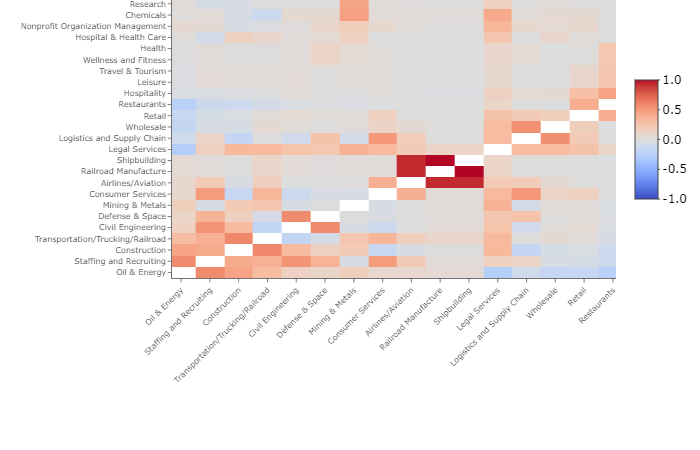 Research
Chemicals
Nonprofit Organization Management
Hospital & Health Care
Health
Wellness and Fitness
Travel & Tourism
Leisure
Hospitality
Restaurants
Retail
Wholesale
Logistics and Supply Chain
Legal Services
Shipbuilding
Railroad Manufacture
Airlines/Aviation
Consumer Services
Mining & Metals
Defense & Space
Civil Engineering
Transportation/Trucking/Railroad
Construction
Staffing and Recruiting
Oil & Energy
Oil & Energy
Staffing and Recruiting
Construction
Transportation/Trucking/Railroad
Civil Engineering
Defense & Space
Mining & Metals
Consumer Services
Airlines/Aviation
Railroad Manufacture
Shipbuilding
Legal Services
Logistics and Supply Chain
Wholesale
Retail
Restaurants
1.0
0.5
0.0
-0.5
-1.0